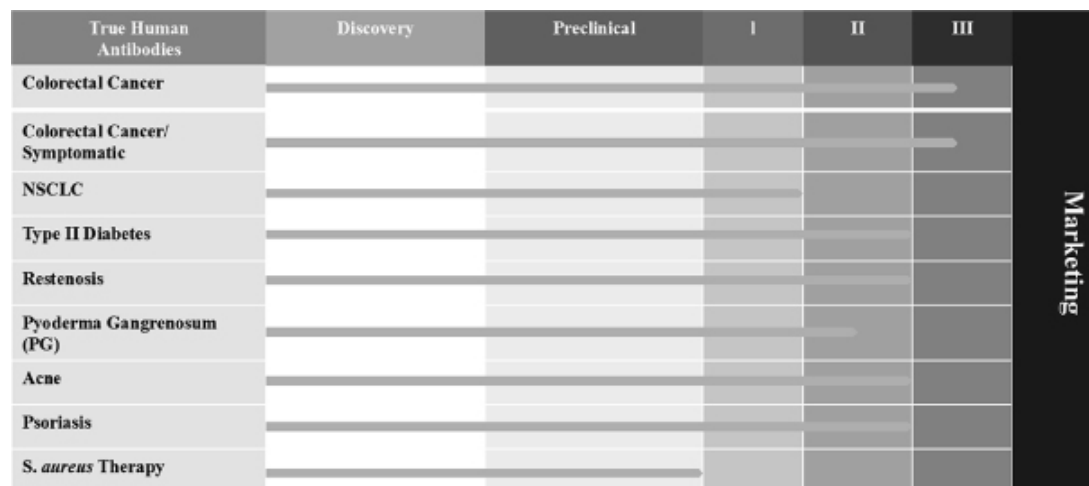 True Human
Antibodies
Discovery
Preclinical
I
II
III
Colorectal Cancer
Colorectal Cancer/
Symptomatic
NSCLC
Type II Diabetes
Restenosis
Pyoderma Gangrenosum
(PG)
Acne
Psoriasis
S. aureus Therapy
Marketing